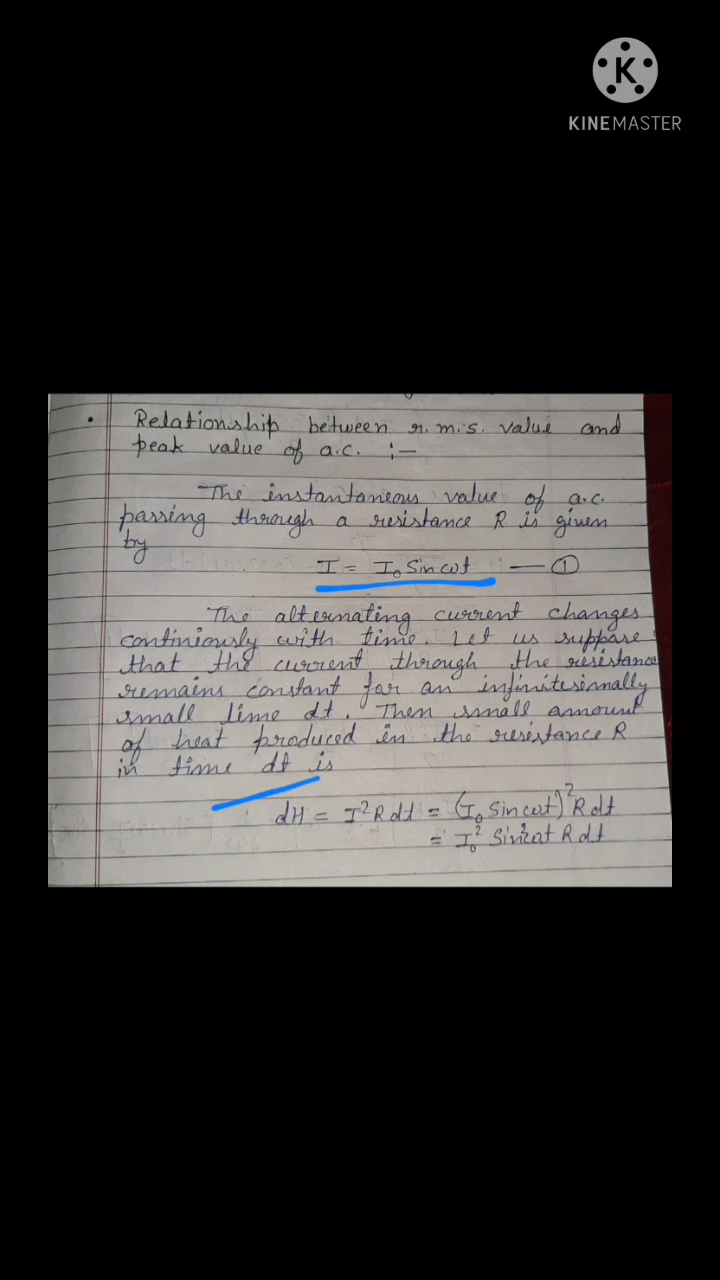 KINEMASTER
• Relationship between r.m.s. value and
peak value of a.c. :-
The instantaneous value of a.c.
passing through a resistance R is given
by
I = I₀ Sin ωt — ①
The alternating current changes
continiously with time. Let us suppose
that the current through the resistance
remains constant for an infinitesimally
small time dt. Then small amount
of heat produced in the resistance R
in time dt is
dH = I²R dt = (I₀ Sin ωt)² R dt
= I₀² Sin²ωt R dt